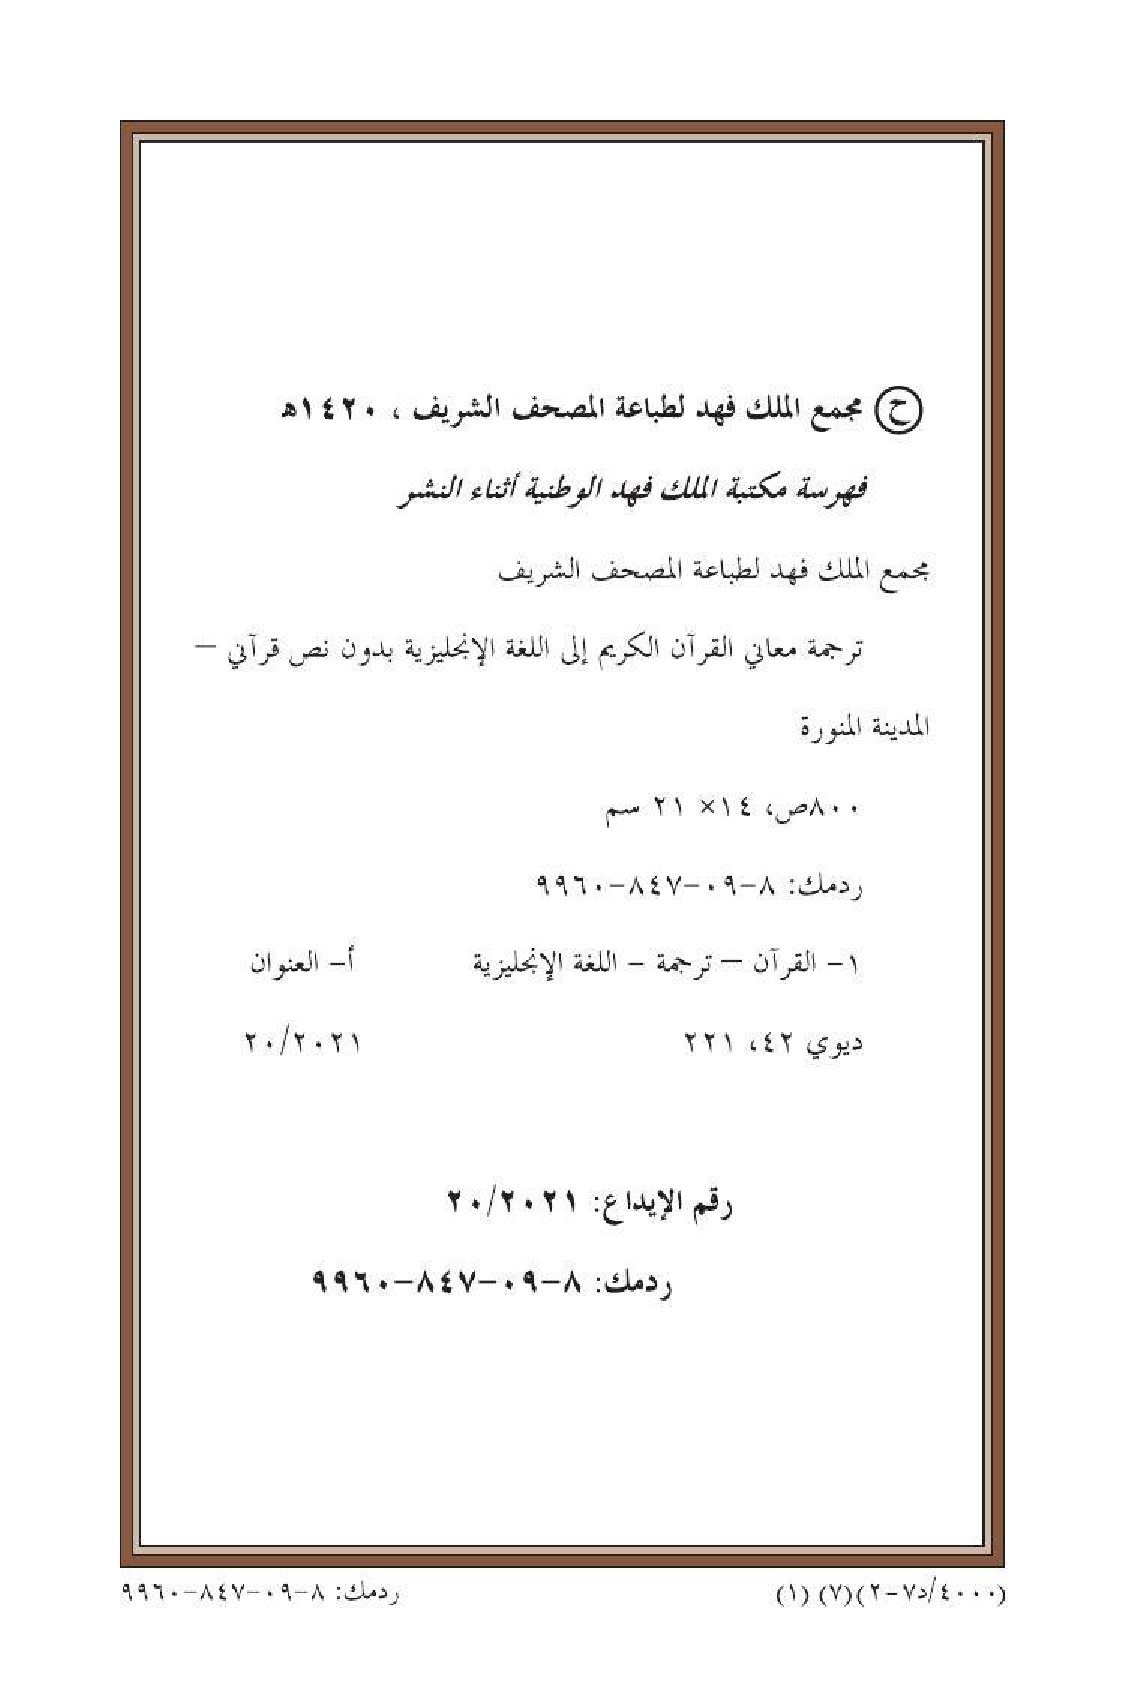 ح مجمع الملك فهد لطباعة المصحف الشريف ، ١٤٢٠هـ
فهرسة مكتبة الملك فهد الوطنية أثناء النشر
مجمع الملك فهد لطباعة المصحف الشريف
ترجمة معاني القرآن الكريم إلى اللغة الإنجليزية بدون نص قرآني –
المدينة المنورة
٨٠٠ص، ١٤× ٢١ سم
ردمك: ٨-٠٩-٨٤٧-٩٩٦٠
١- القرآن – ترجمة - اللغة الإنجليزية أ- العنوان
ديوي ٤٢، ٢٢١ ٢٠/٢٠٢١
رقم الإيداع: ٢٠/٢٠٢١
ردمك: ٨-٠٩-٨٤٧-٩٩٦٠
(٤٠٠٠/د٧-٢)(٧) (١) ردمك: ٨-٠٩-٨٤٧-٩٩٦٠